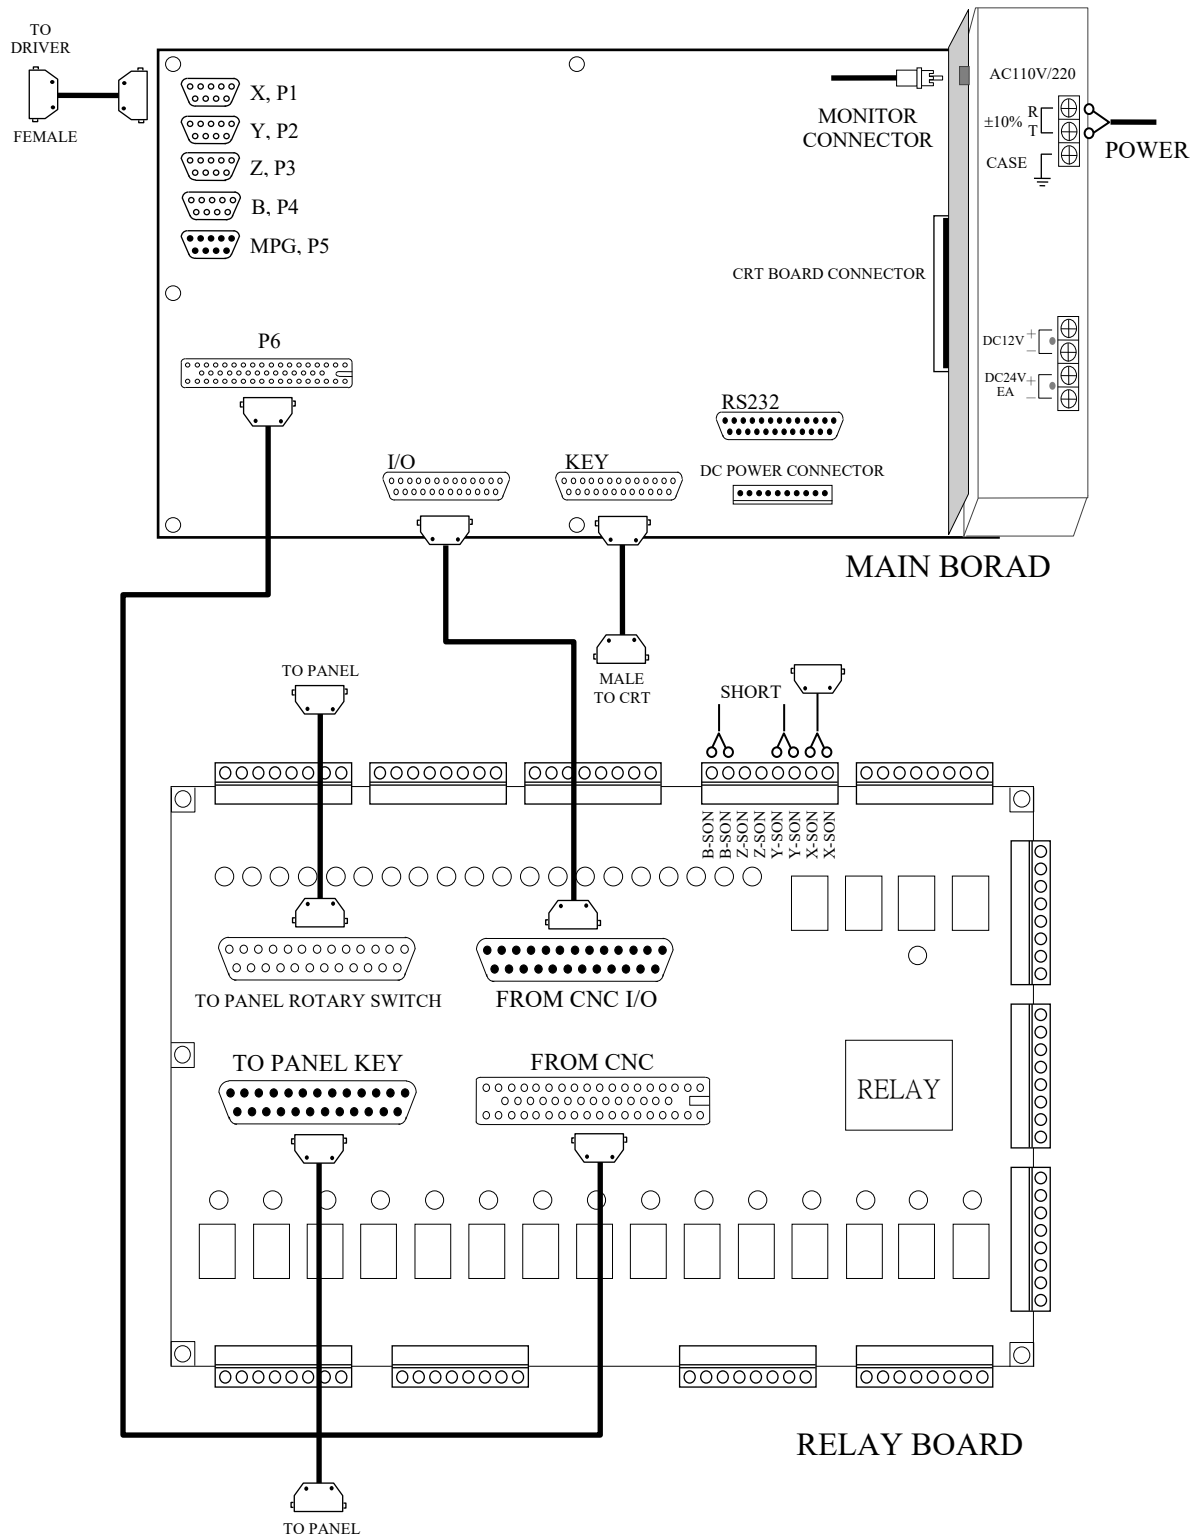 TO
DRIVER
FEMALE
X, P1
Y, P2
Z, P3
B, P4
MPG, P5
MONITOR
CONNECTOR
AC110V/220
±10%
R
T
CASE
POWER
CRT BOARD CONNECTOR
P6
DC12V
+
−
DC24V
EA
+
−
RS232
I/O
KEY
DC POWER CONNECTOR
MAIN BORAD
TO PANEL
MALE
TO CRT
SHORT
B-SON
B-SON
Z-SON
Z-SON
Y-SON
Y-SON
X-SON
X-SON
TO PANEL ROTARY SWITCH
FROM CNC I/O
TO PANEL KEY
FROM CNC
RELAY
RELAY BOARD
TO PANEL